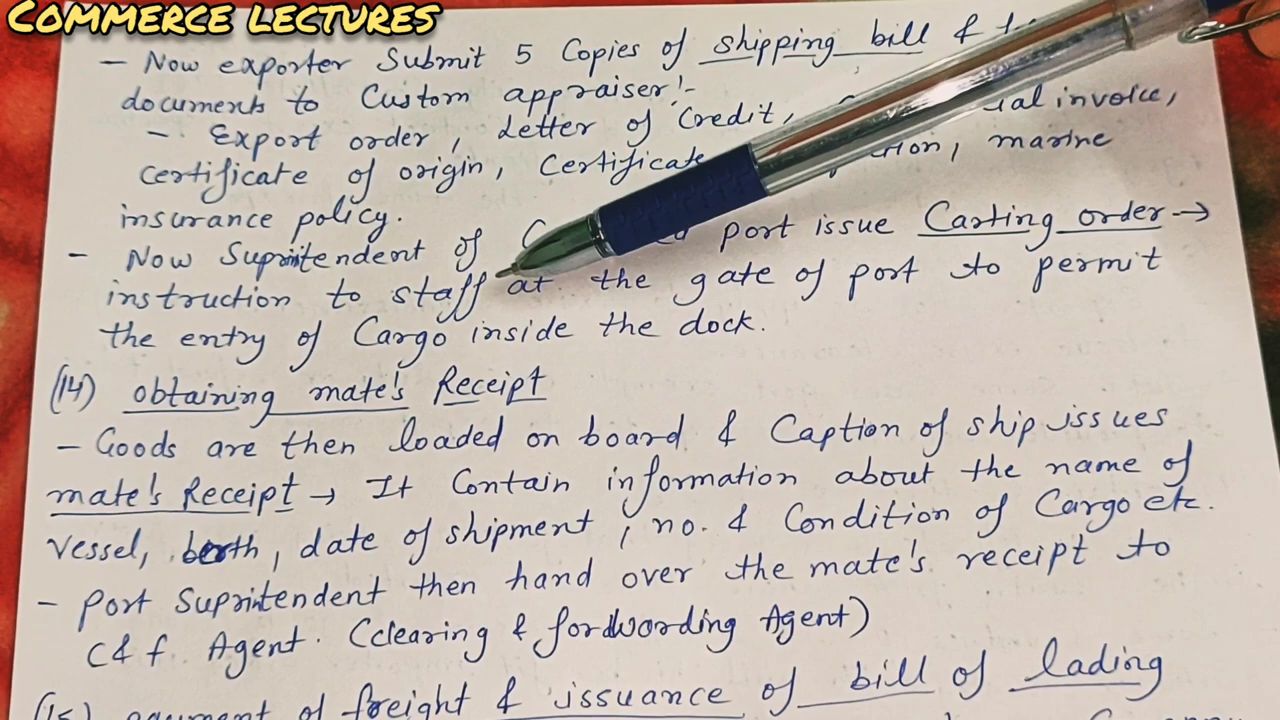 COMMERCE LECTURES
- Now exporter Submit 5 Copies of shipping bill &
documents to Custom appraiser:-
- Export order, Letter of Credit, invoice,
certificate of origin, Certificate marine
insurance policy.
- Now Suprintendent of port issue Carting order →
instruction to staff at the gate of port to permit
the entry of Cargo inside the dock.
(14) obtaining mate's Receipt
- Goods are then loaded on board & Caption of ship issues
mate's Receipt → It Contain information about the name of
vessel, berth, date of shipment, no. & Condition of Cargo etc.
- port Suprintendent then hand over the mate's receipt to
C & f. Agent. (clearing & fordwording Agent)
(15) payment of freight & issuance of bill of lading